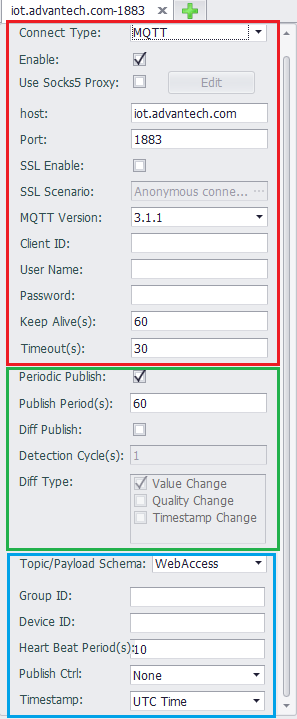 iot.advantech.com-1883
Connect Type: MQTT
Enable:
Use Socks5 Proxy: Edit
host: iot.advantech.com
Port: 1883
SSL Enable:
SSL Scenario: Anonymous conne... ...
MQTT Version: 3.1.1
Client ID:
User Name:
Password:
Keep Alive(s): 60
Timeout(s): 30
Periodic Publish:
Publish Period(s): 60
Diff Publish:
Detection Cycle(s): 1
Diff Type: Value Change
Quality Change
Timestamp Change
Topic/Payload Schema: WebAccess
Group ID:
Device ID:
Heart Beat Period(s): 10
Publish Ctrl: None
Timestamp: UTC Time